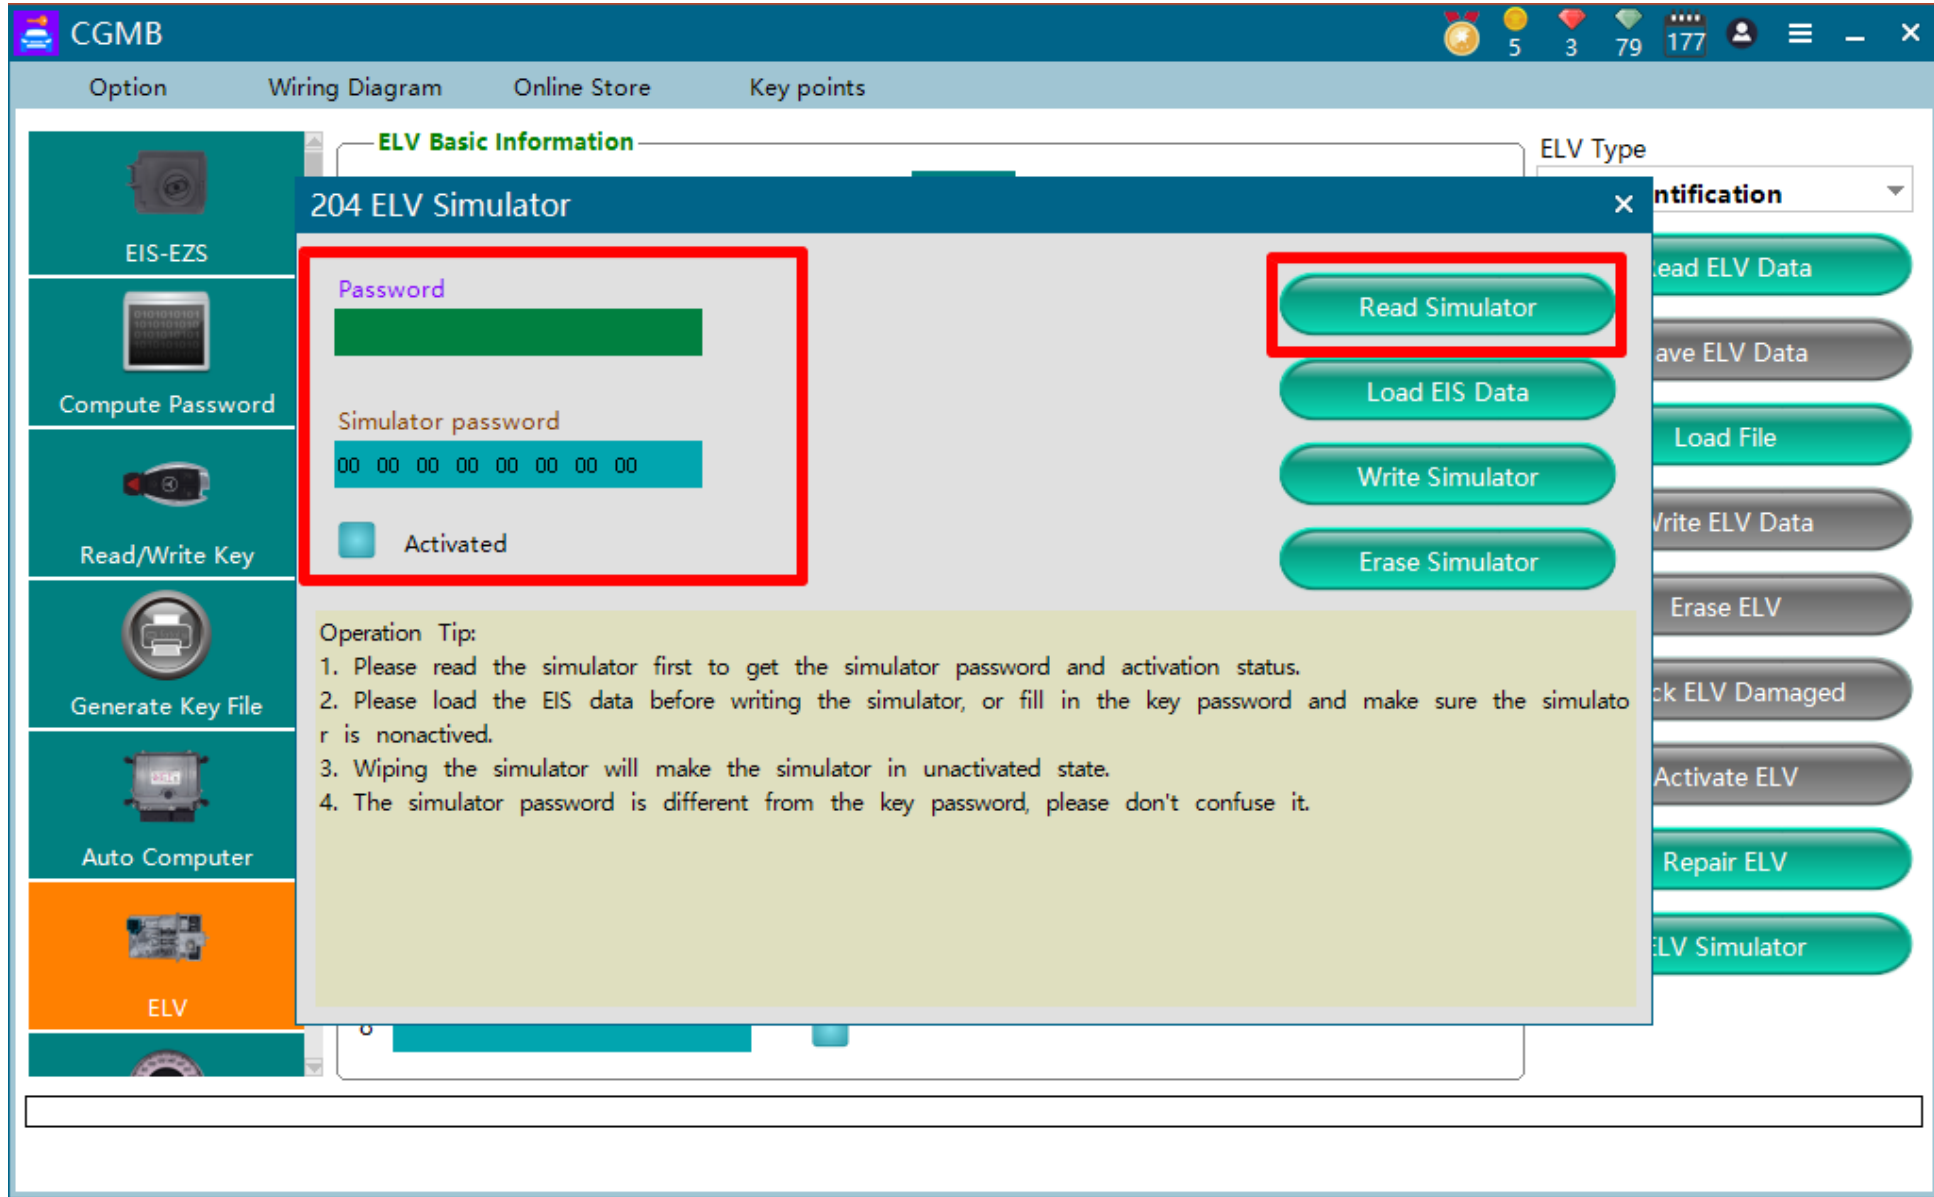 CGMB
5 3 79 177
Option Wiring Diagram Online Store Key points
ELV Basic Information
ELV Type
ntification
EIS-EZS
Compute Password
Read/Write Key
Generate Key File
Auto Computer
ELV
204 ELV Simulator
Password
Simulator password
00 00 00 00 00 00 00 00
Activated
Read Simulator
Load EIS Data
Write Simulator
Erase Simulator
Operation Tip:
1. Please read the simulator first to get the simulator password and activation status.
2. Please load the EIS data before writing the simulator, or fill in the key password and make sure the simulato
r is nonactived.
3. Wiping the simulator will make the simulator in unactivated state.
4. The simulator password is different from the key password, please don't confuse it.
ead ELV Data
ave ELV Data
Load File
Write ELV Data
Erase ELV
ck ELV Damaged
Activate ELV
Repair ELV
ELV Simulator